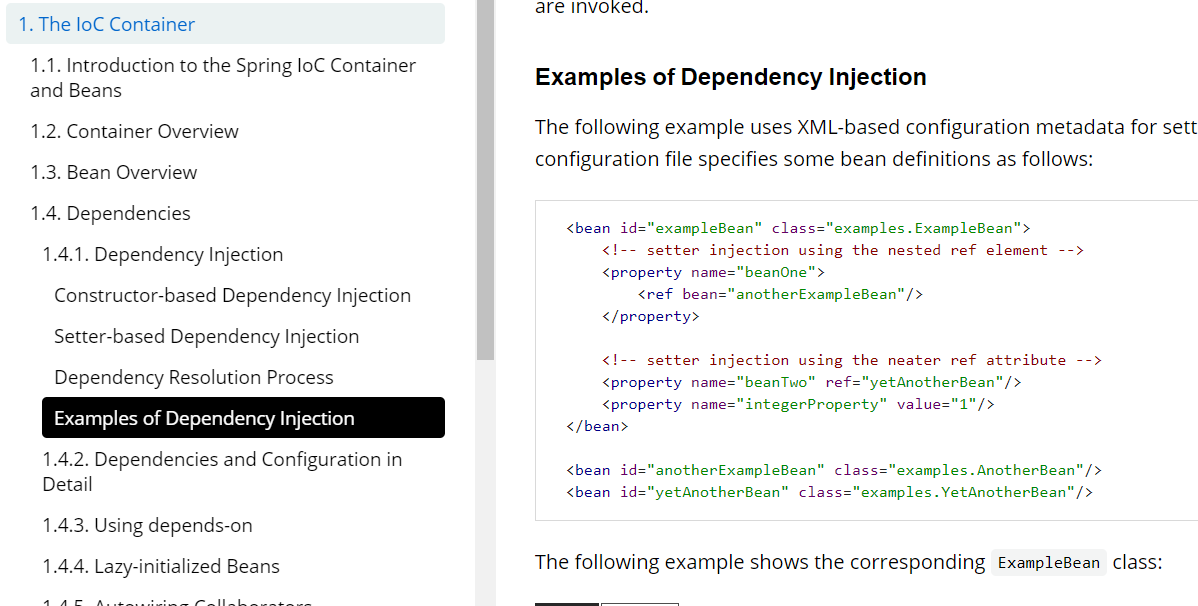 1. The IoC Container
1.1. Introduction to the Spring IoC Container
and Beans
1.2. Container Overview
1.3. Bean Overview
1.4. Dependencies
1.4.1. Dependency Injection
Constructor-based Dependency Injection
Setter-based Dependency Injection
Dependency Resolution Process
Examples of Dependency Injection
1.4.2. Dependencies and Configuration in
Detail
1.4.3. Using depends-on
1.4.4. Lazy-initialized Beans
1.4.5. Autowiring Collaborators
are invoked.
Examples of Dependency Injection
The following example uses XML-based configuration metadata for sett
configuration file specifies some bean definitions as follows:
<bean id="exampleBean" class="examples.ExampleBean">
<!-- setter injection using the nested ref element -->
<property name="beanOne">
<ref bean="anotherExampleBean"/>
</property>
<!-- setter injection using the neater ref attribute -->
<property name="beanTwo" ref="yetAnotherBean"/>
<property name="integerProperty" value="1"/>
</bean>
<bean id="anotherExampleBean" class="examples.AnotherBean"/>
<bean id="yetAnotherBean" class="examples.YetAnotherBean"/>
The following example shows the corresponding ExampleBean class: